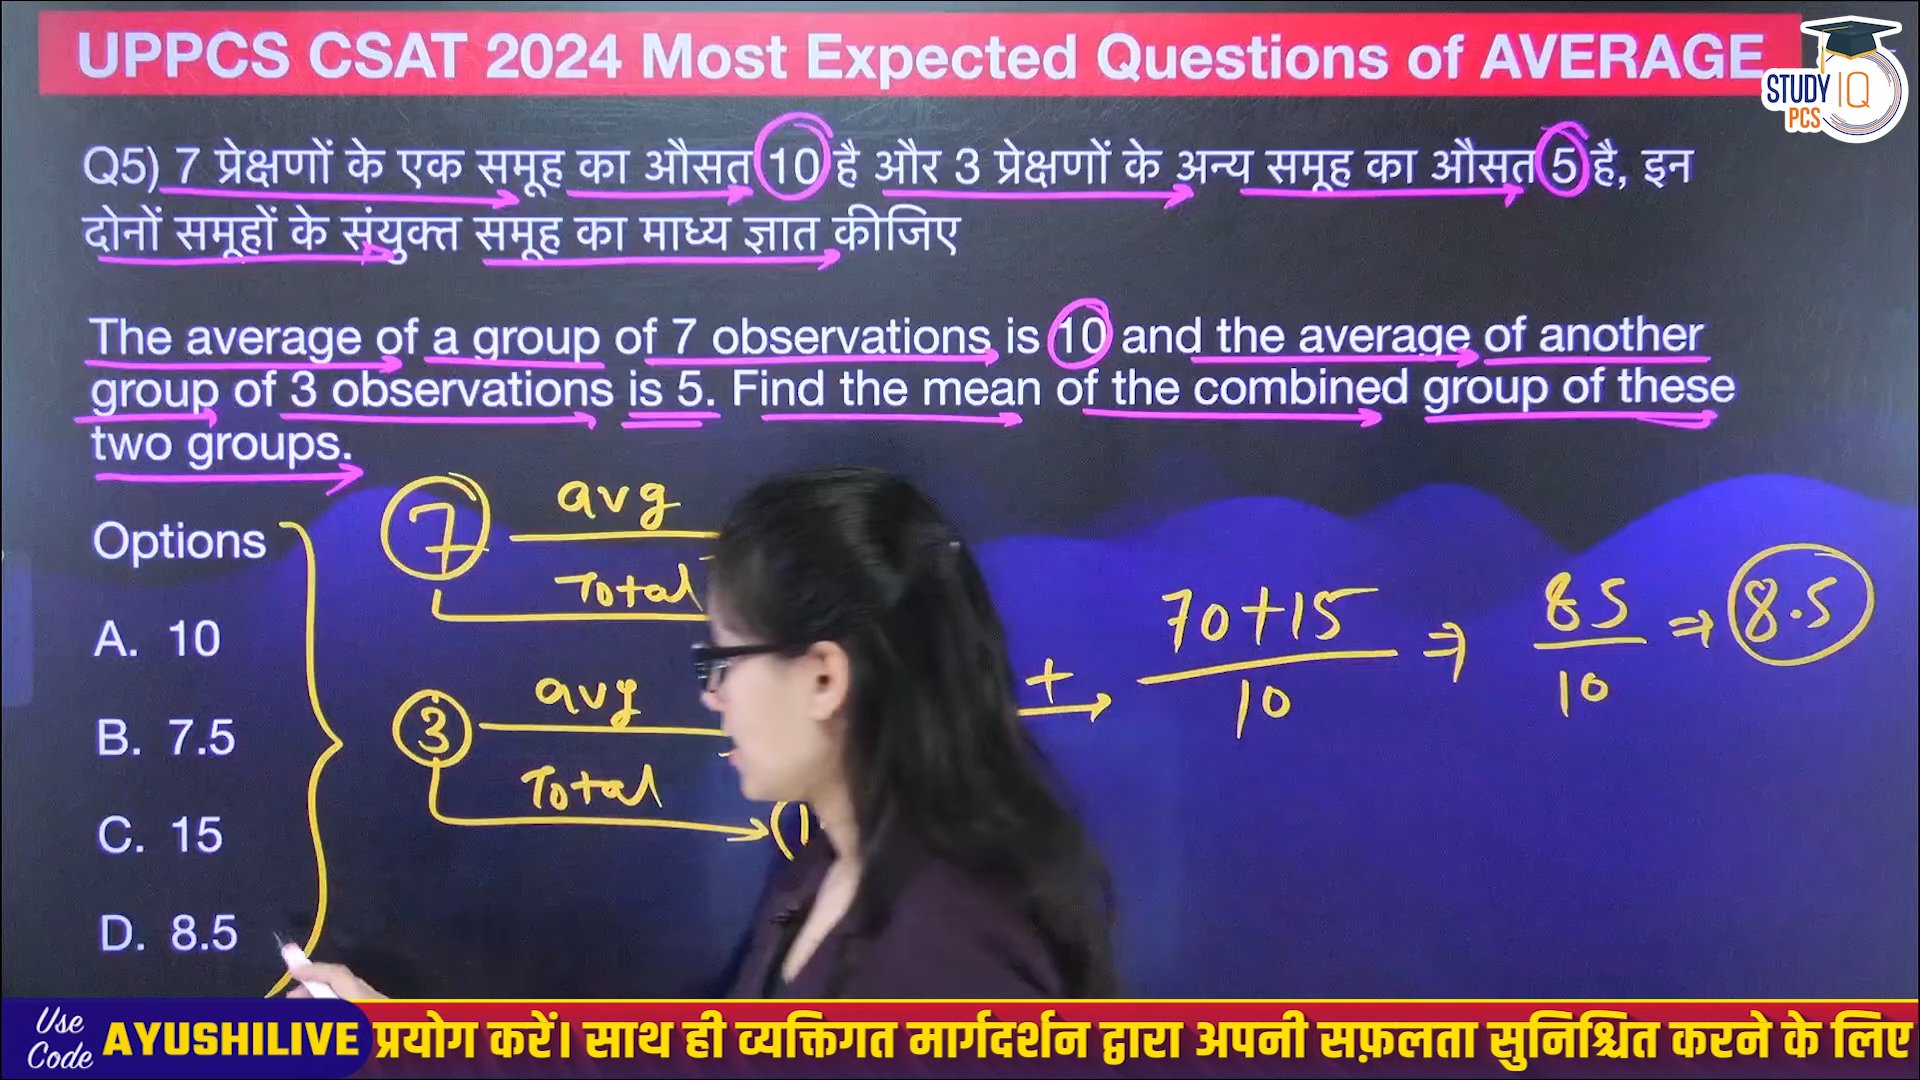 UPPCS CSAT 2024 Most Expected Questions of AVERAGE
STUDY IQ
PCS
Q5) 7 प्रेक्षणों के एक समूह का औसत 10 है और 3 प्रेक्षणों के अन्य समूह का औसत 5 है, इन
दोनों समूहों के संयुक्त समूह का माध्य ज्ञात कीजिए
The average of a group of 7 observations is 10 and the average of another
group of 3 observations is 5. Find the mean of the combined group of these
two groups.
Options
A. 10
B. 7.5
C. 15
D. 8.5
7 avg
Total
3 avg
Total (1
+ 70+15 ⇒ 85 ⇒ 8.5
10 10
Use Code AYUSHILIVE प्रयोग करें। साथ ही व्यक्तिगत मार्गदर्शन द्वारा अपनी सफ़लता सुनिश्चित करने के लिए